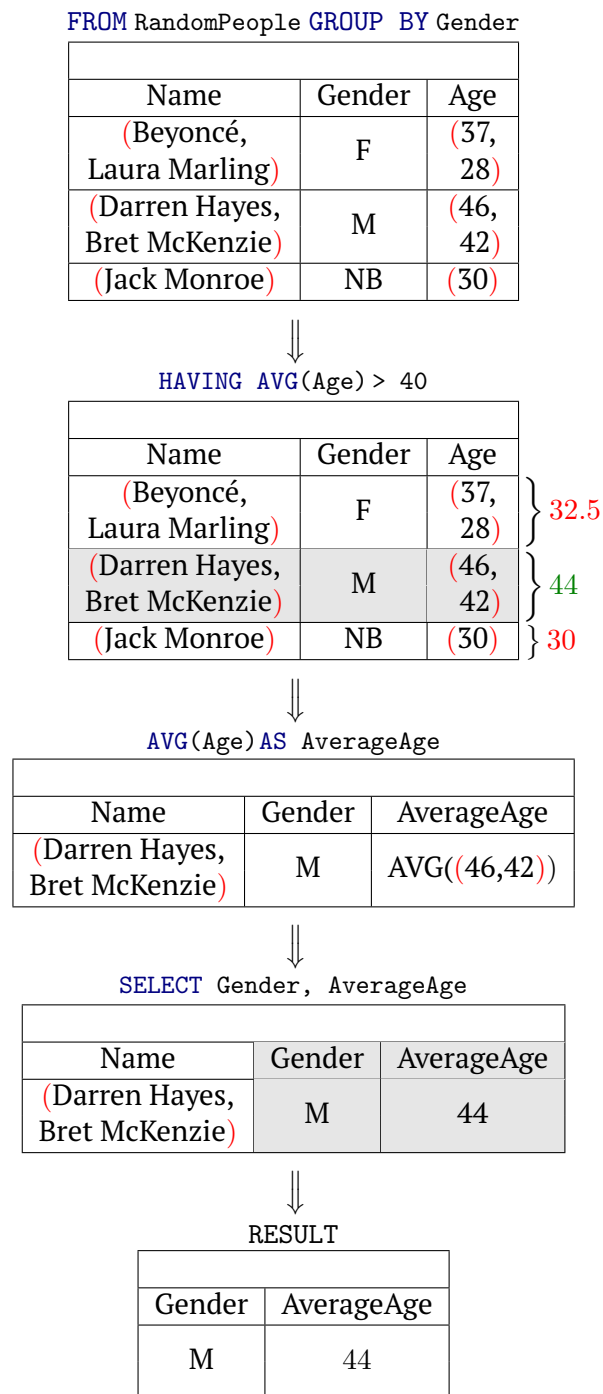 FROM RandomPeople GROUP BY Gender
Name Gender Age
(Beyoncé, Laura Marling) F (37, 28)
(Darren Hayes, Bret McKenzie) M (46, 42)
(Jack Monroe) NB (30)
⇓
HAVING AVG(Age) > 40
Name Gender Age
(Beyoncé, Laura Marling) F (37, 28) } 32.5
(Darren Hayes, Bret McKenzie) M (46, 42) } 44
(Jack Monroe) NB (30) } 30
⇓
AVG(Age) AS AverageAge
Name Gender AverageAge
(Darren Hayes, Bret McKenzie) M AVG((46,42))
⇓
SELECT Gender, AverageAge
Name Gender AverageAge
(Darren Hayes, Bret McKenzie) M 44
⇓
RESULT
Gender AverageAge
M 44